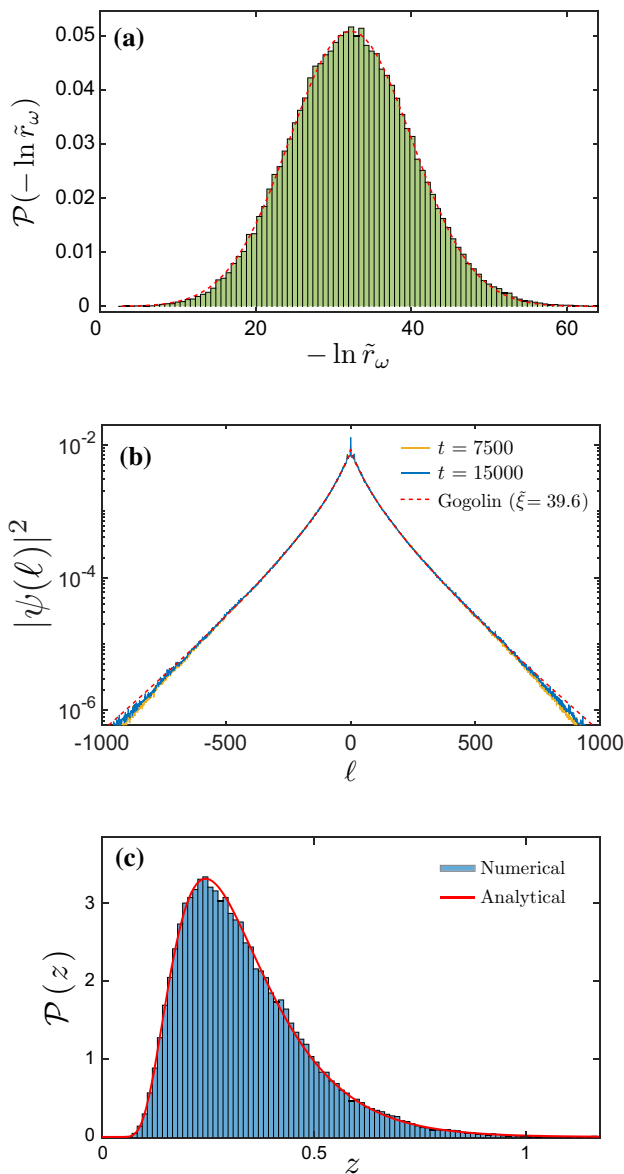 (a)
0.05
0.04
0.03
0.02
0.01
0
𝒫(− ln r̃_ω)
0 20 40 60
− ln r̃_ω
(b)
t = 7500
t = 15000
Gogolin (ξ̃ = 39.6)
10^-2
10^-4
10^-6
|ψ(ℓ)|^2
-1000 -500 0 500 1000
ℓ
(c)
Numerical
Analytical
3
2
1
0
𝒫(z)
0 0.5 1
z